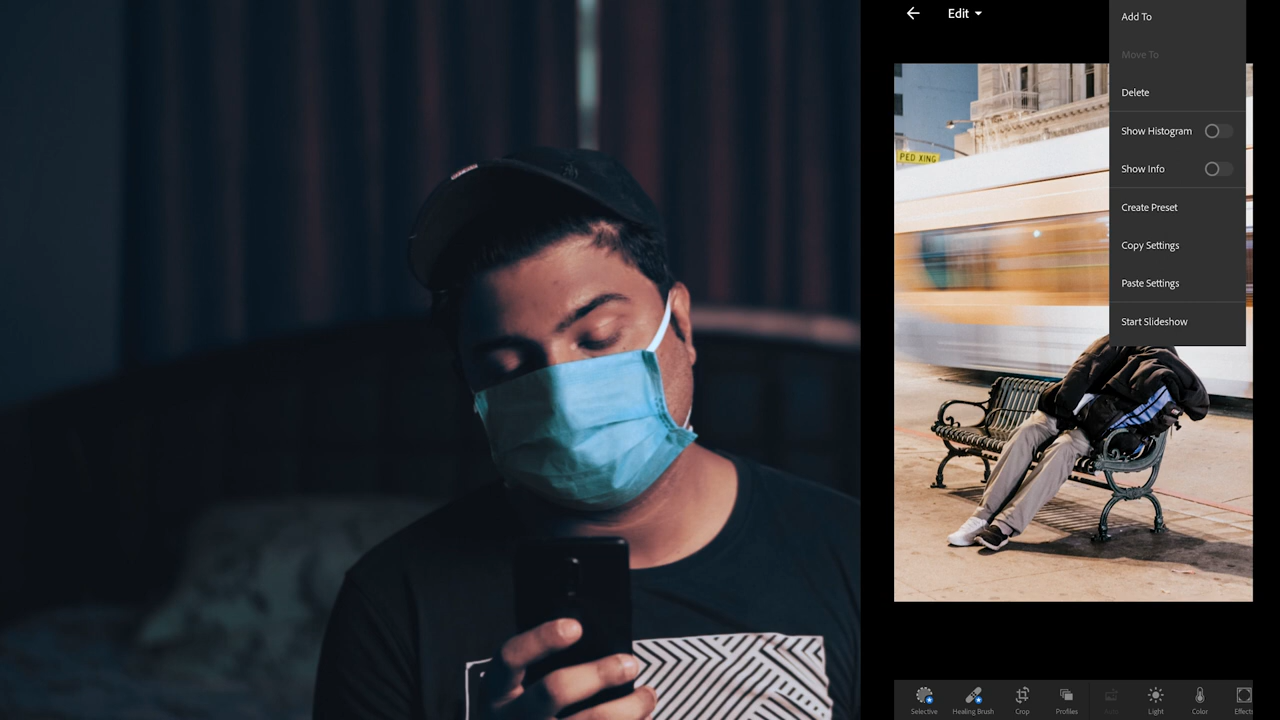 Edit
Add To
Move To
Delete
Show Histogram
Show Info
Create Preset
Copy Settings
Paste Settings
Start Slideshow
PED XING
Selective
Healing Brush
Crop
Profiles
Auto
Light
Color
Effects